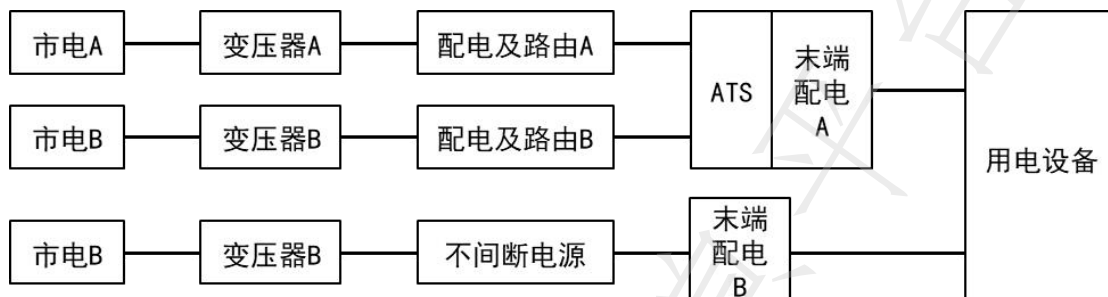 市电A
变压器A
配电及路由A
ATS
末端
配电
A
市电B
变压器B
配电及路由B
用电设备
市电B
变压器B
不间断电源
末端
配电
B